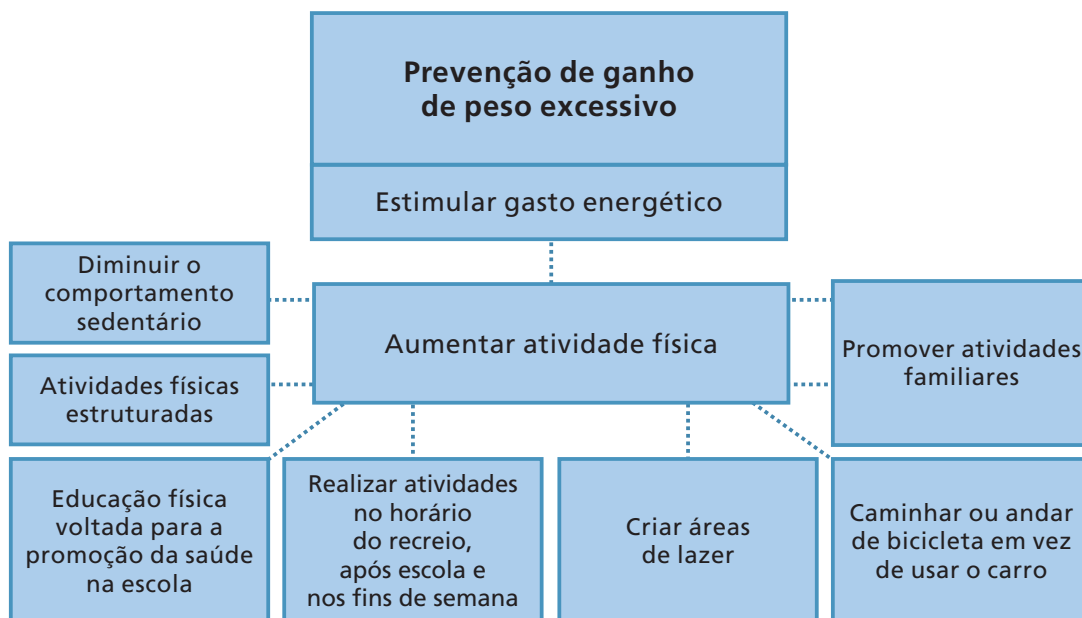 Prevenção de ganho
de peso excessivo
Estimular gasto energético
Diminuir o
comportamento
sedentário
Aumentar atividade física
Promover atividades
familiares
Atividades físicas
estruturadas
Educação física
voltada para a
promoção da saúde
na escola
Realizar atividades
no horário
do recreio,
após escola e
nos fins de semana
Criar áreas
de lazer
Caminhar ou andar
de bicicleta em vez
de usar o carro